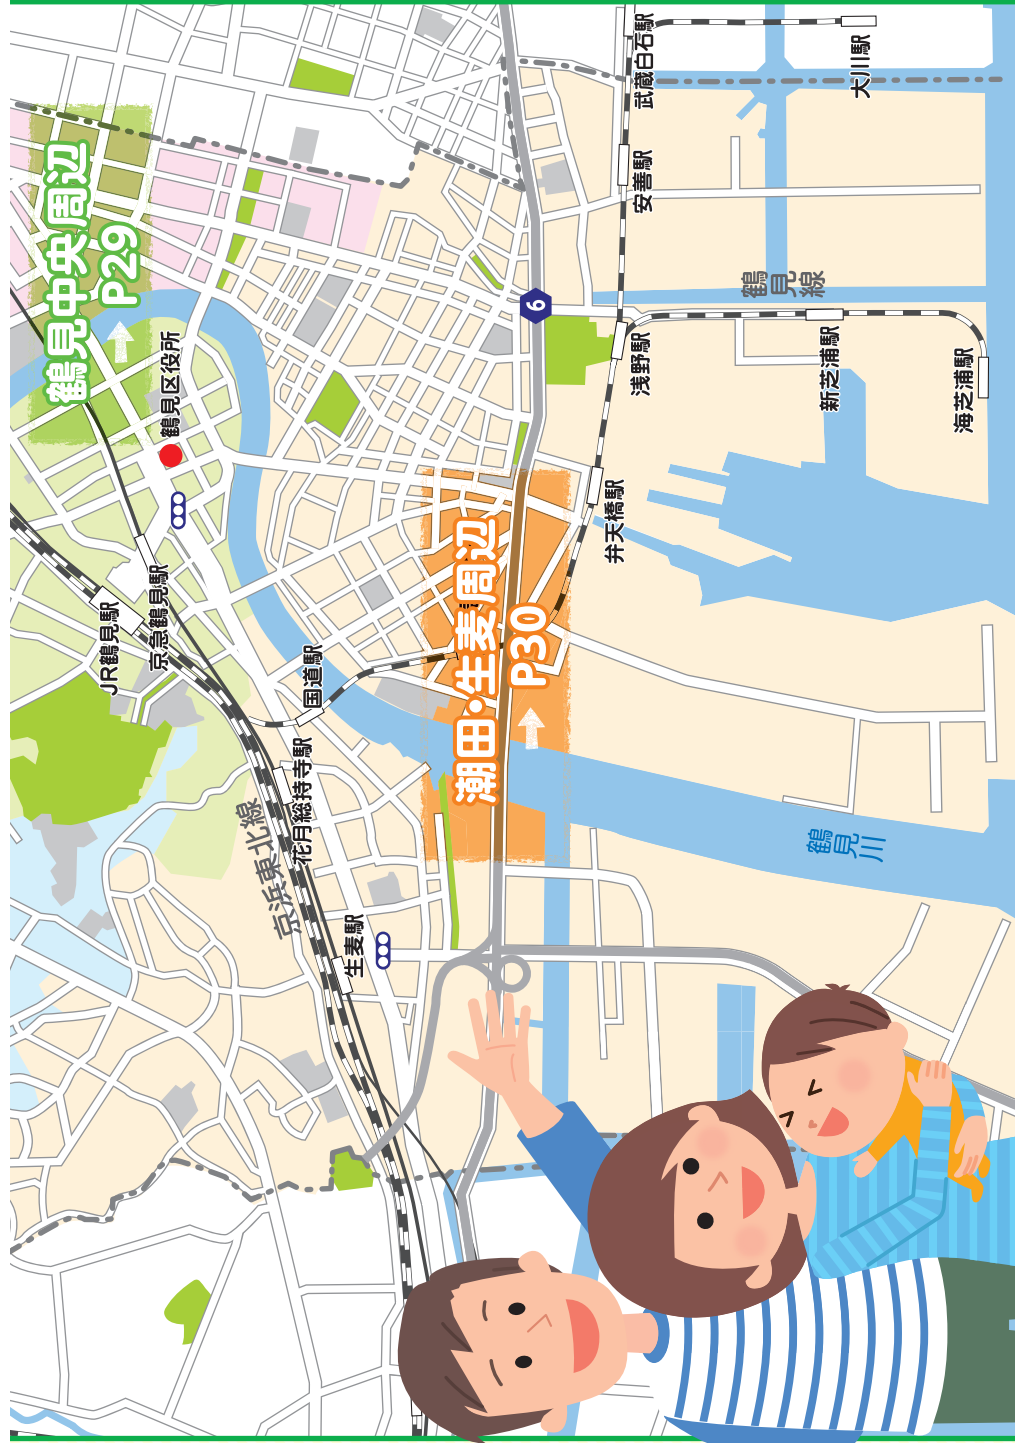 鶴見中央周辺
P29
鶴見区役所
JR鶴見駅
京急鶴見駅
国道駅
花月総持寺駅
京浜東北線
生麦駅
潮田・生麦周辺
P30
6
武蔵白石駅
大川駅
安善駅
鶴見線
浅野駅
新芝浦駅
海芝浦駅
弁天橋駅
鶴見川